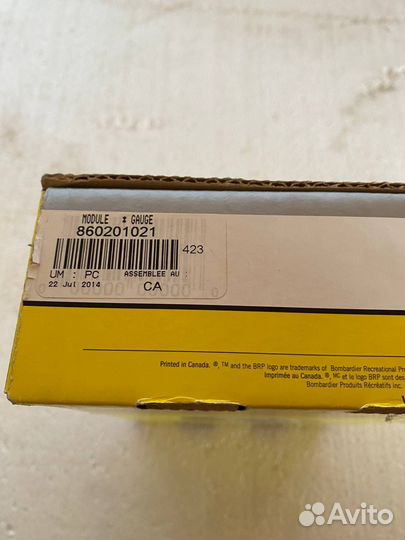 MODULE * GAUGE
860201021
423
UM : PC ASSEMBLEE AU :
22 Jul 2014 CA
Printed in Canada. ®, ™ and the BRP logo are trademarks of Bombardier Recreational
Imprimée au Canada. ®, MC et le logo BRP sont des
Bombardier Produits Récréatifs Inc.
Avito